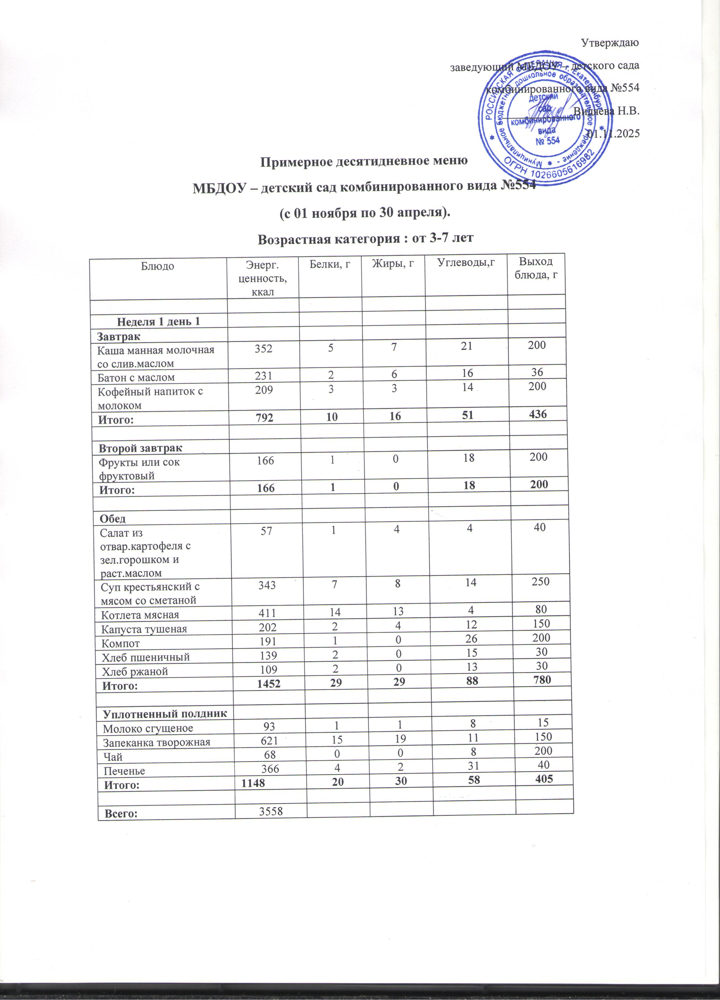 Утверждаю
заведующий МБДОУ – детского сада
комбинированного вида №554
Видяева Н.В.
01.11.2025
РОССИЙСКАЯ ФЕДЕРАЦИЯ г. Екатеринбург
ОГРН 1026605616982
Муниципальное бюджетное дошкольное образовательное учреждение -
детский
сад
комбинированного
вида
№ 554
Примерное десятидневное меню
МБДОУ – детский сад комбинированного вида №554
(с 01 ноября по 30 апреля).
Возрастная категория : от 3-7 лет
Блюдо Энерг. ценность, ккал Белки, г Жиры, г Углеводы,г Выход блюда, г
Неделя 1 день 1
Завтрак
Каша манная молочная со слив.маслом 352 5 7 21 200
Батон с маслом 231 2 6 16 36
Кофейный напиток с молоком 209 3 3 14 200
Итого: 792 10 16 51 436
Второй завтрак
Фрукты или сок фруктовый 166 1 0 18 200
Итого: 166 1 0 18 200
Обед
Салат из отвар.картофеля с зел.горошком и раст.маслом 57 1 4 4 40
Суп крестьянский с мясом со сметаной 343 7 8 14 250
Котлета мясная 411 14 13 4 80
Капуста тушеная 202 2 4 12 150
Компот 191 1 0 26 200
Хлеб пшеничный 139 2 0 15 30
Хлеб ржаной 109 2 0 13 30
Итого: 1452 29 29 88 780
Уплотненный полдник
Молоко сгущеное 93 1 1 8 15
Запеканка творожная 621 15 19 11 150
Чай 68 0 0 8 200
Печенье 366 4 2 31 40
Итого: 1148 20 30 58 405
Всего: 3558